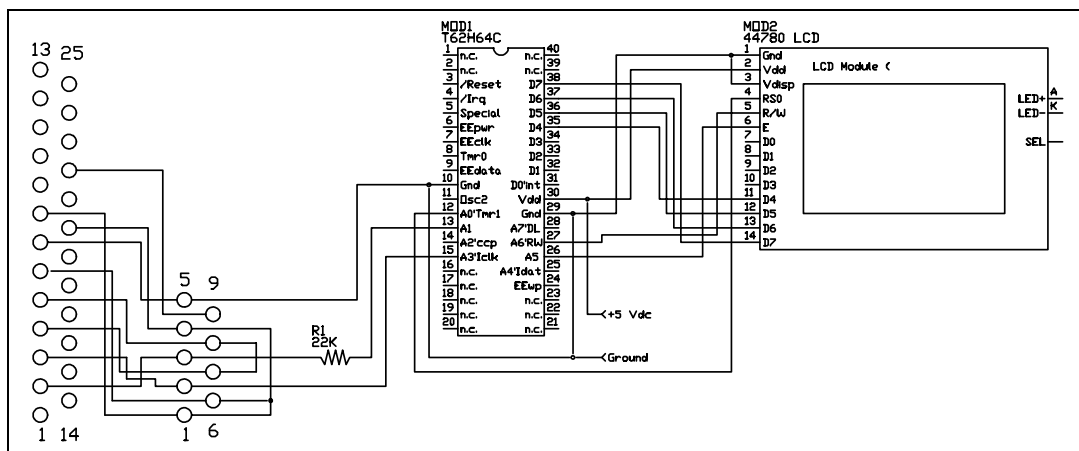 13 25
1 14
5 9
1 6
R1
22K
MOD1
T62H64C
1 n.c.
2 n.c.
3 /Reset
4 /Irq
5 Special
6 EEpwr
7 EEclk
8 Tmr0
9 EEdata
10 Gnd
11 Osc2
12 A0'Tmr1
13 A1
14 A2'ccp
15 A3'Iclk
16 n.c.
17 n.c.
18 n.c.
19 n.c.
20 n.c.
n.c. 40
n.c. 39
D7 38
D6 37
D5 36
D4 35
D3 34
D2 33
D1 32
D0'Int 31
Vdd 30
Gnd 29
A7'DL 28
A6'RW 27
A5 26
A4'Idat 25
EEwp 24
n.c. 23
n.c. 22
n.c. 21
+5 Vdc
Ground
MOD2
44780 LCD
1 Gnd
2 Vdd
3 Vdisp
4 RS0
5 R/W
6 E
7 D0
8 D1
9 D2
10 D3
11 D4
12 D5
13 D6
14 D7
LCD Module (
LED+ A
LED- K
SEL